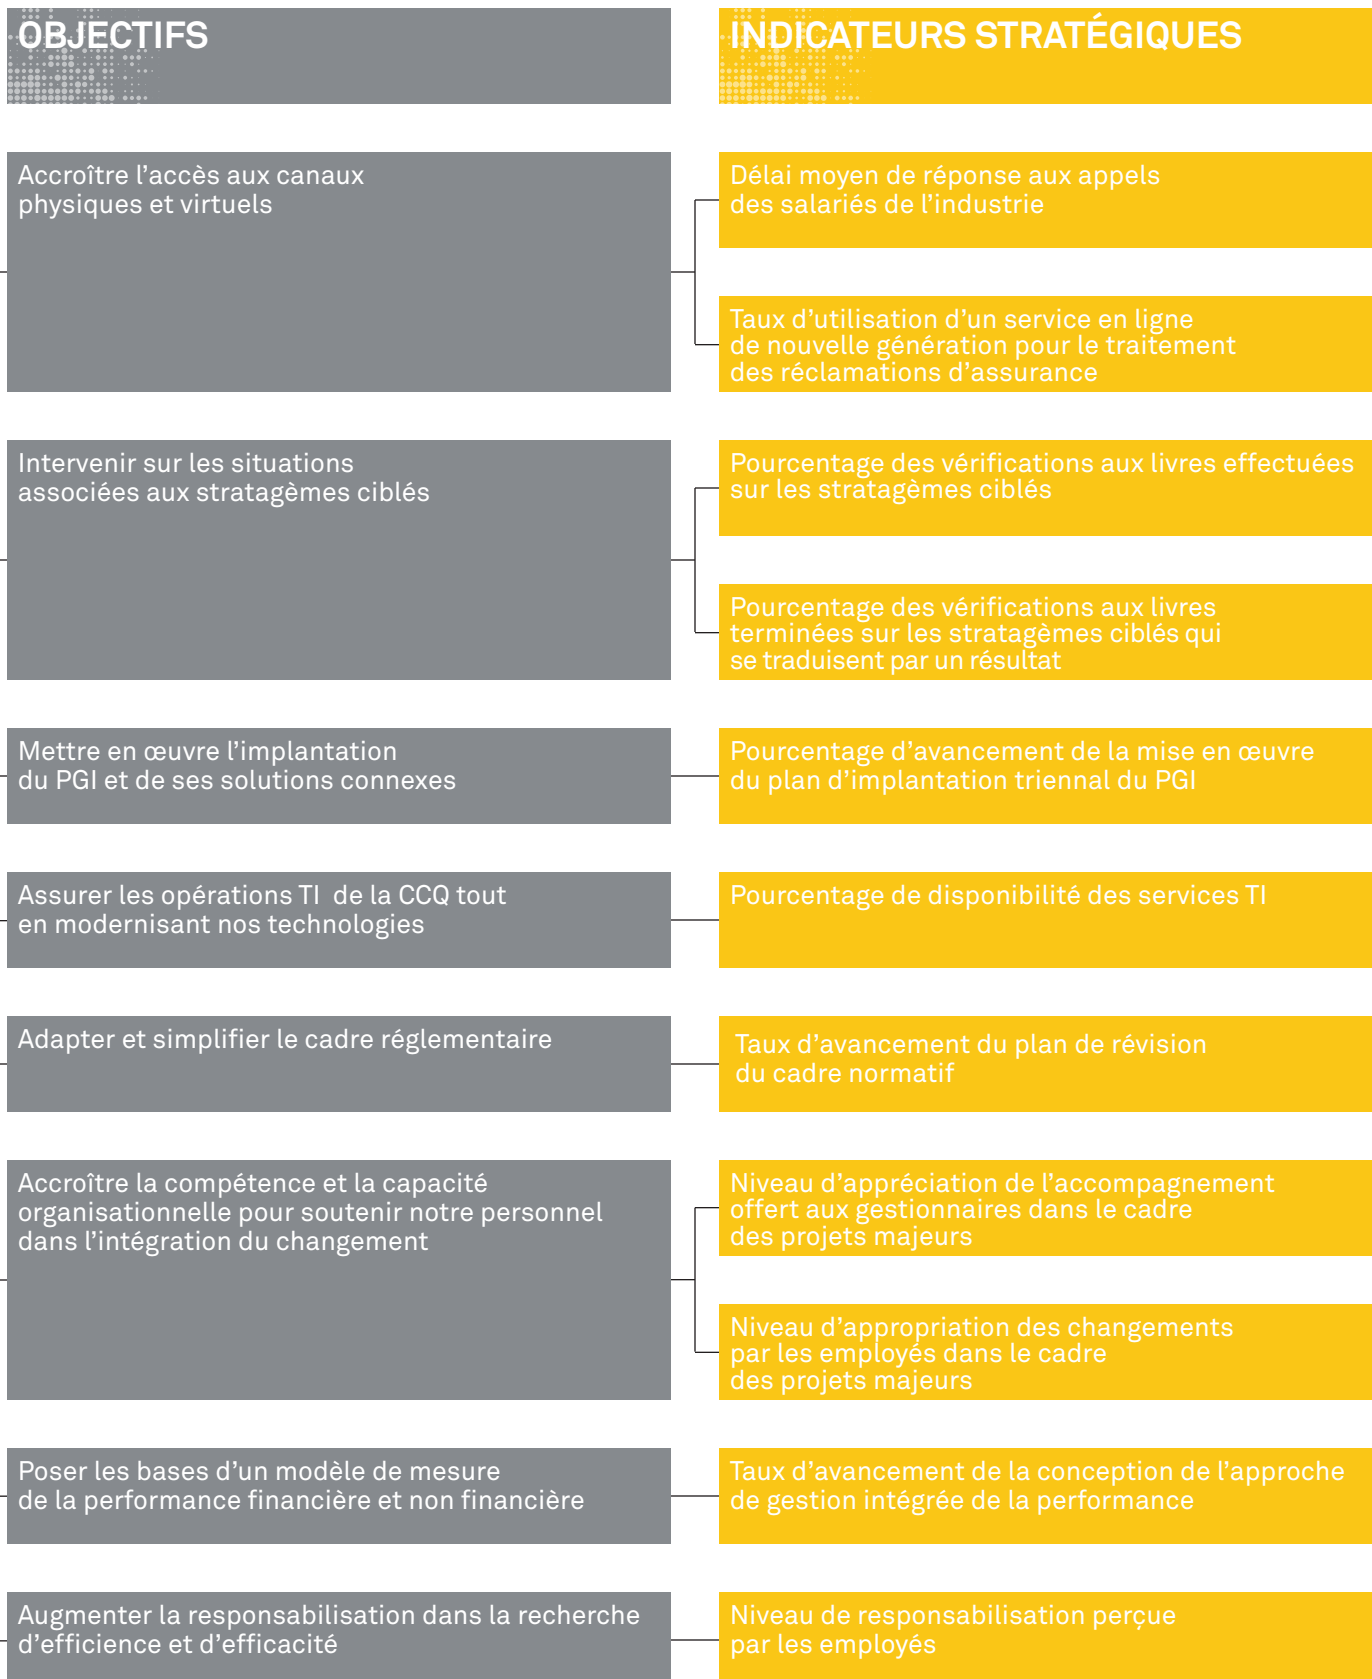 OBJECTIFS
INDICATEURS STRATÉGIQUES
Accroître l’accès aux canaux
physiques et virtuels
Délai moyen de réponse aux appels
des salariés de l’industrie
Taux d’utilisation d’un service en ligne
de nouvelle génération pour le traitement
des réclamations d’assurance
Intervenir sur les situations
associées aux stratagèmes ciblés
Pourcentage des vérifications aux livres effectuées
sur les stratagèmes ciblés
Pourcentage des vérifications aux livres
terminées sur les stratagèmes ciblés qui
se traduisent par un résultat
Mettre en œuvre l’implantation
du PGI et de ses solutions connexes
Pourcentage d’avancement de la mise en œuvre
du plan d’implantation triennal du PGI
Assurer les opérations TI de la CCQ tout
en modernisant nos technologies
Pourcentage de disponibilité des services TI
Adapter et simplifier le cadre réglementaire
Taux d’avancement du plan de révision
du cadre normatif
Accroître la compétence et la capacité
organisationnelle pour soutenir notre personnel
dans l’intégration du changement
Niveau d’appréciation de l’accompagnement
offert aux gestionnaires dans le cadre
des projets majeurs
Niveau d’appropriation des changements
par les employés dans le cadre
des projets majeurs
Poser les bases d’un modèle de mesure
de la performance financière et non financière
Taux d’avancement de la conception de l’approche
de gestion intégrée de la performance
Augmenter la responsabilisation dans la recherche
d’efficience et d’efficacité
Niveau de responsabilisation perçue
par les employés